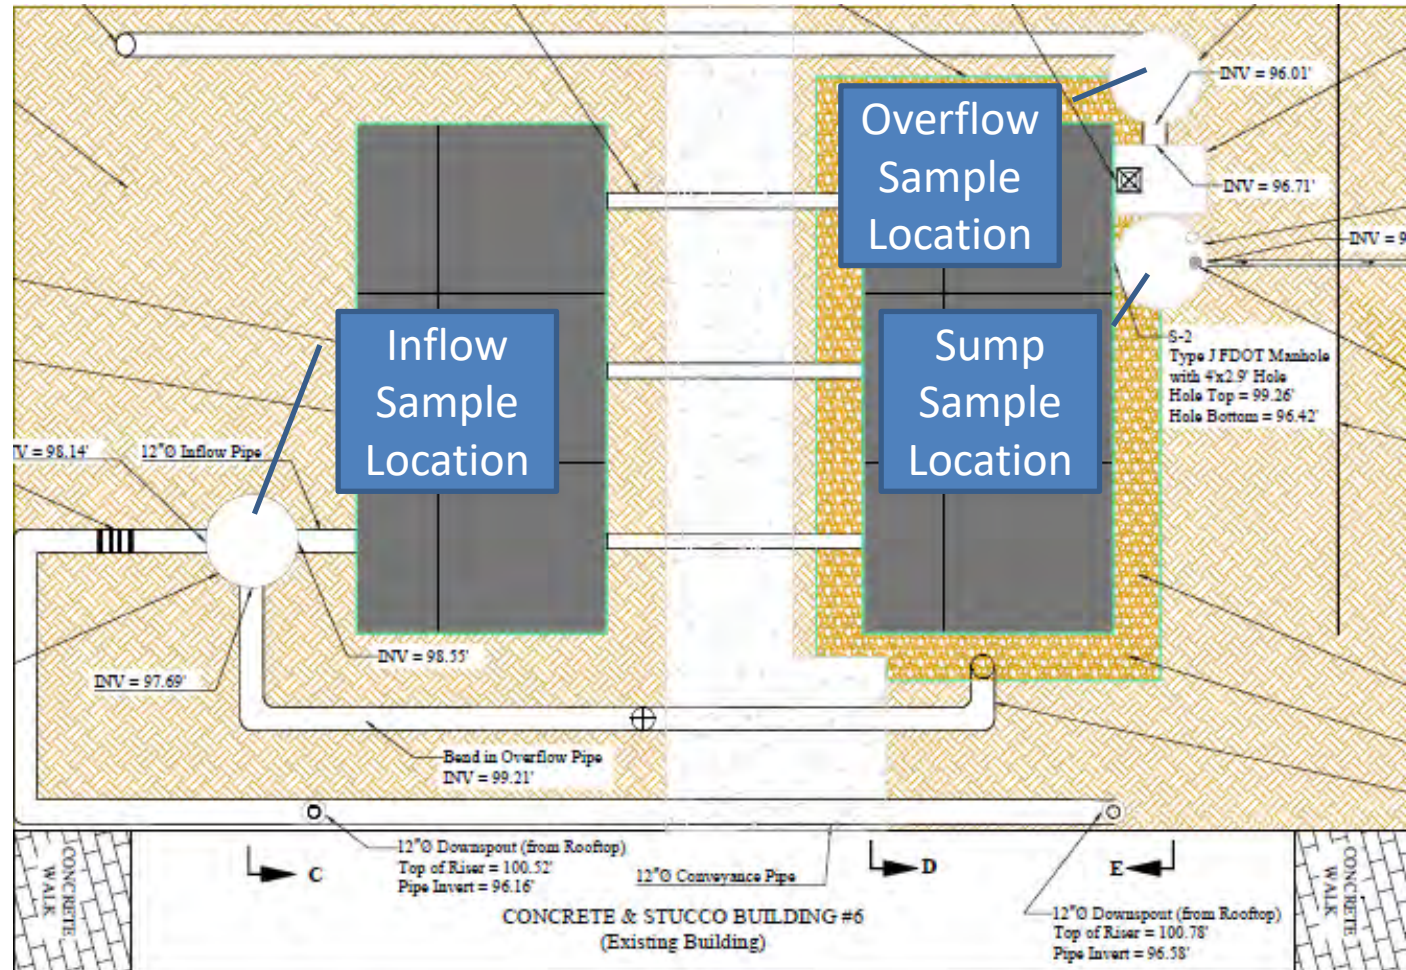 INV = 96.01'
Overflow
Sample
Location
INV = 96.71'
INV = 9
Inflow
Sample
Location
Sump
Sample
Location
S-2
Type J FDOT Manhole
with 4'x2.9' Hole
Hole Top = 99.26'
Hole Bottom = 96.42'
V = 98.14'
12"Ø Inflow Pipe
INV = 98.55'
INV = 97.69'
Bend in Overflow Pipe
INV = 99.21'
CONCRETE
WALK
C
12"Ø Downspout (from Rooftop)
Top of Riser = 100.52'
Pipe Invert = 96.16'
12"Ø Conveyance Pipe
D
E
CONCRETE
WALK
CONCRETE & STUCCO BUILDING #6
(Existing Building)
12"Ø Downspout (from Rooftop)
Top of Riser = 100.78'
Pipe Invert = 96.58'